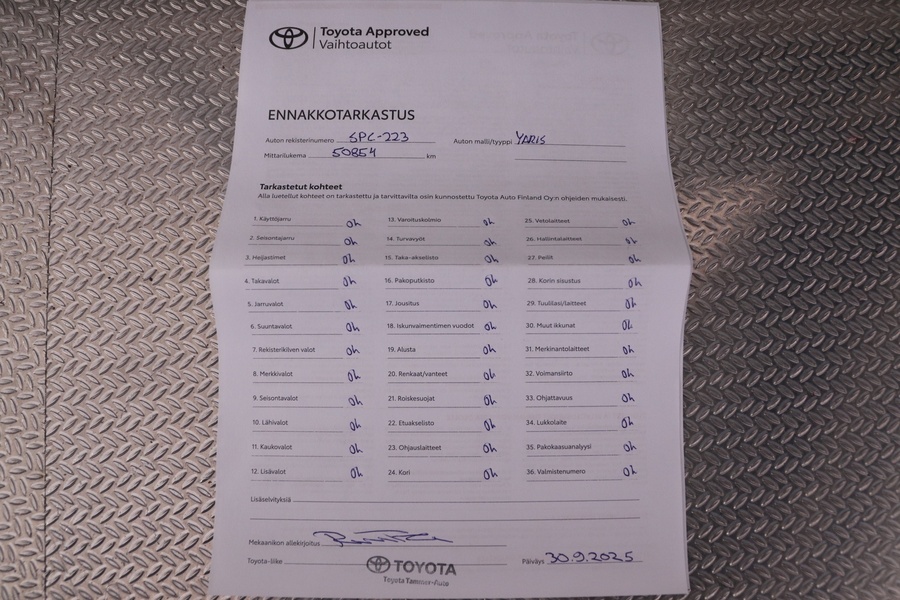 Toyota Approved
Vaihtoautot
ENNAKKOTARKASTUS
Auton rekisterinumero SPC-223 Auton malli/tyyppi YARIS
Mittarilukema 50854 km
Tarkastetut kohteet
Alla luetellut kohteet on tarkastettu ja tarvittavilta osin kunnostettu Toyota Auto Finland Oy:n ohjeiden mukaisesti.
1. Käyttöjarru Ok 13. Varoituskolmio Ok 25. Vetolaitteet Ok
2. Seisontajarru Ok 14. Turvavyöt Ok 26. Hallintalaitteet Ok
3. Heijastimet Ok 15. Taka-akselisto Ok 27. Peilit Ok
4. Takavalot Ok 16. Pakoputkisto Ok 28. Korin sisustus Ok
5. Jarruvalot Ok 17. Jousitus Ok 29. Tuulilasi/laitteet Ok
6. Suuntavalot Ok 18. Iskunvaimentimen vuodot Ok 30. Muut ikkunat Ok
7. Rekisterikilven valot Ok 19. Alusta Ok 31. Merkinantolaitteet Ok
8. Merkkivalot Ok 20. Renkaat/vanteet Ok 32. Voimansiirto Ok
9. Seisontavalot Ok 21. Roiskesuojat Ok 33. Ohjattavuus Ok
10. Lähivalot Ok 22. Etuakselisto Ok 34. Lukkolaite Ok
11. Kaukovalot Ok 23. Ohjauslaitteet Ok 35. Pakokaasuanalyysi Ok
12. Lisävalot Ok 24. Kori Ok 36. Valmistenumero Ok
Lisäselvityksiä
Mekaanikon allekirjoitus
Toyota-liike TOYOTA Päiväys 30.9.2025
Toyota Tammer-Auto